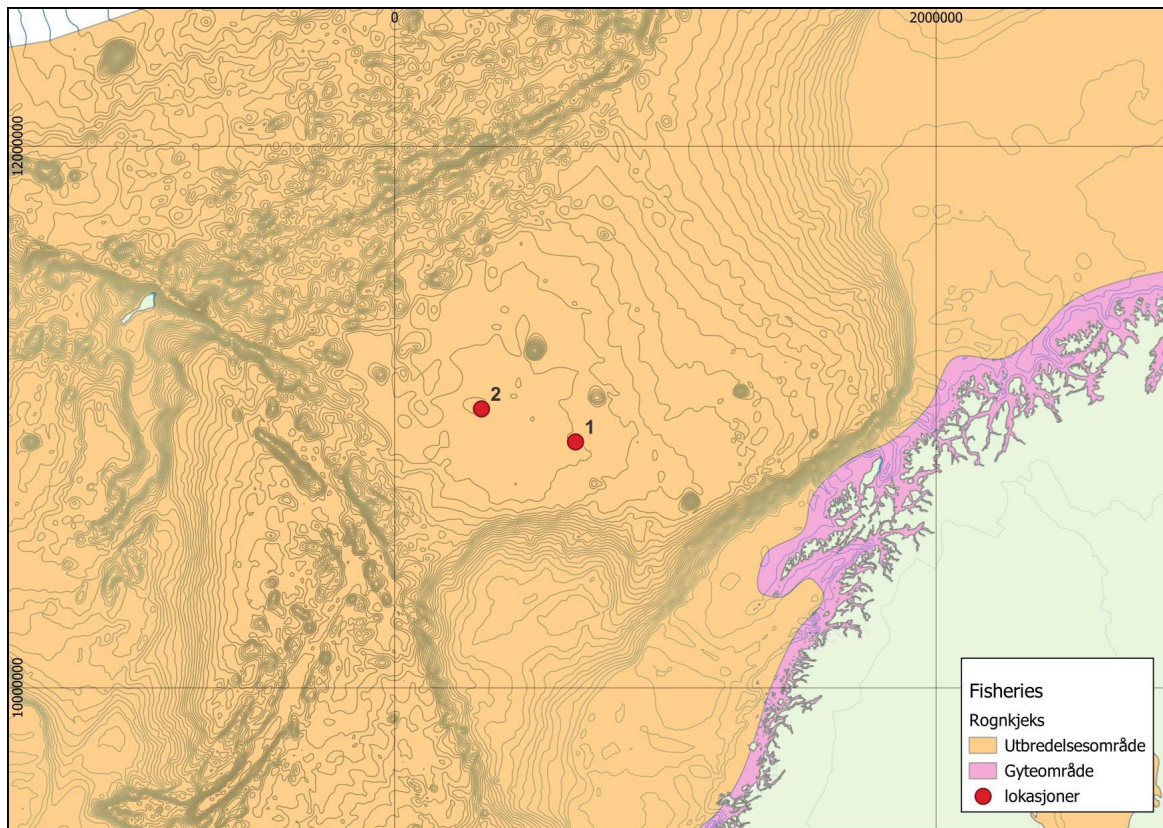 0
2000000
12000000
2
1
10000000
Fisheries
Rognkjeks
Utbredelsesområde
Gyteområde
lokasjoner